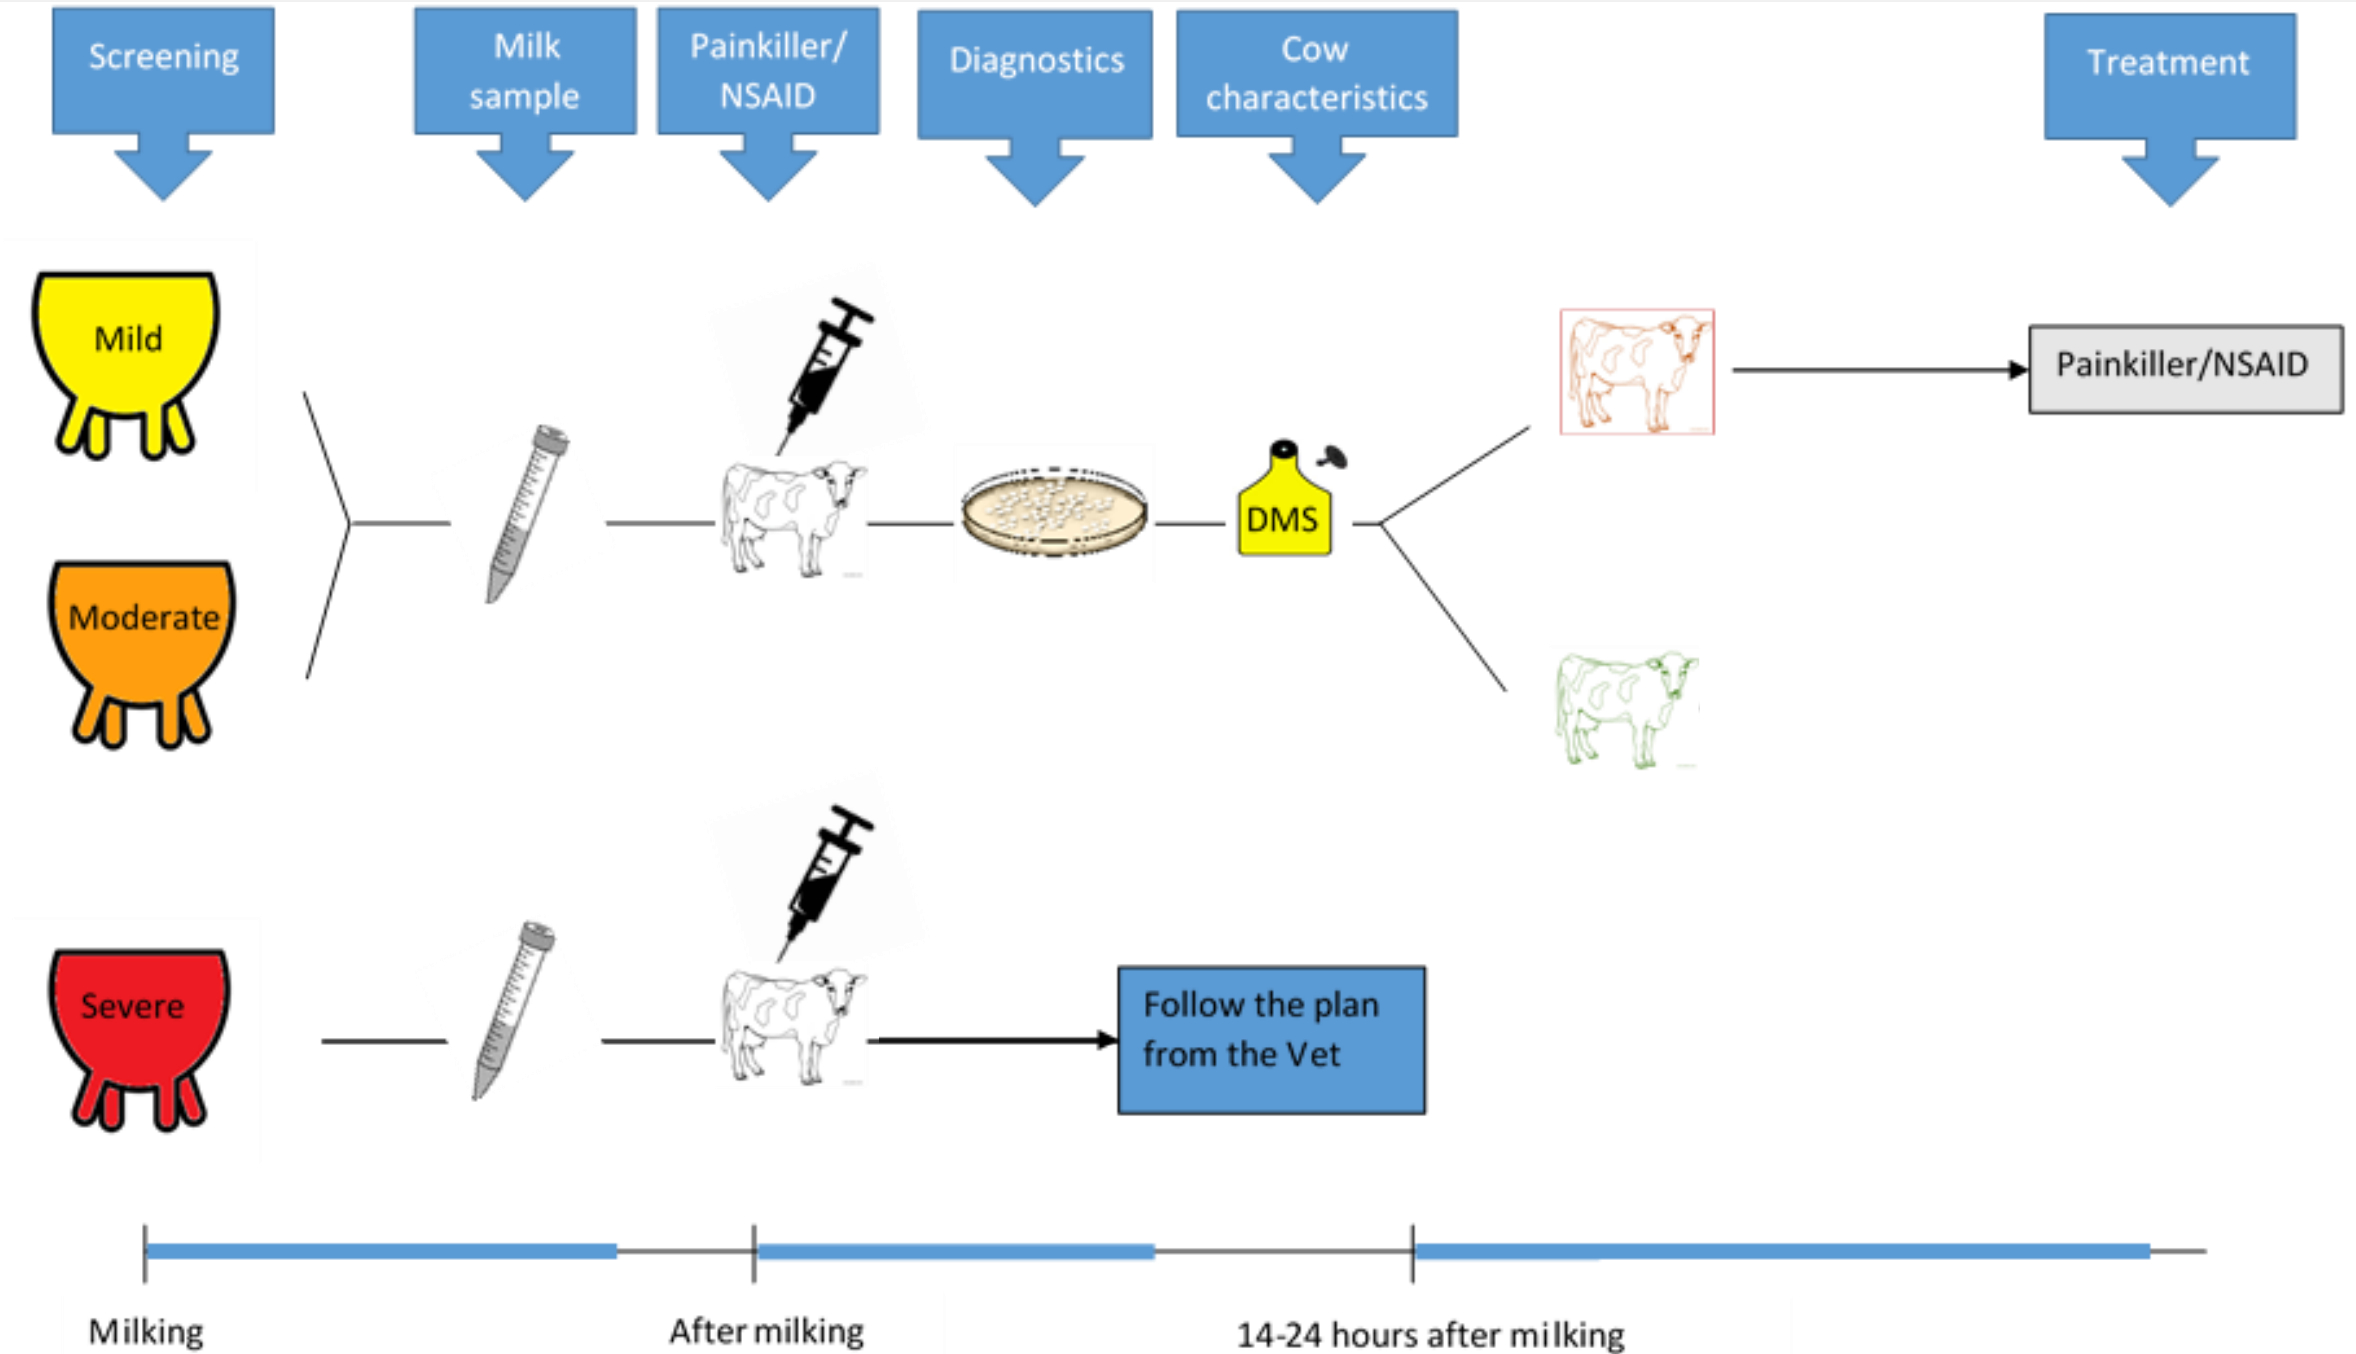 Screening
Milk
sample
Painkiller/
NSAID
Diagnostics
Cow
characteristics
Treatment
Mild
Painkiller/NSAID
DMS
Moderate
Severe
Follow the plan
from the Vet
Milking
After milking
14-24 hours after milking